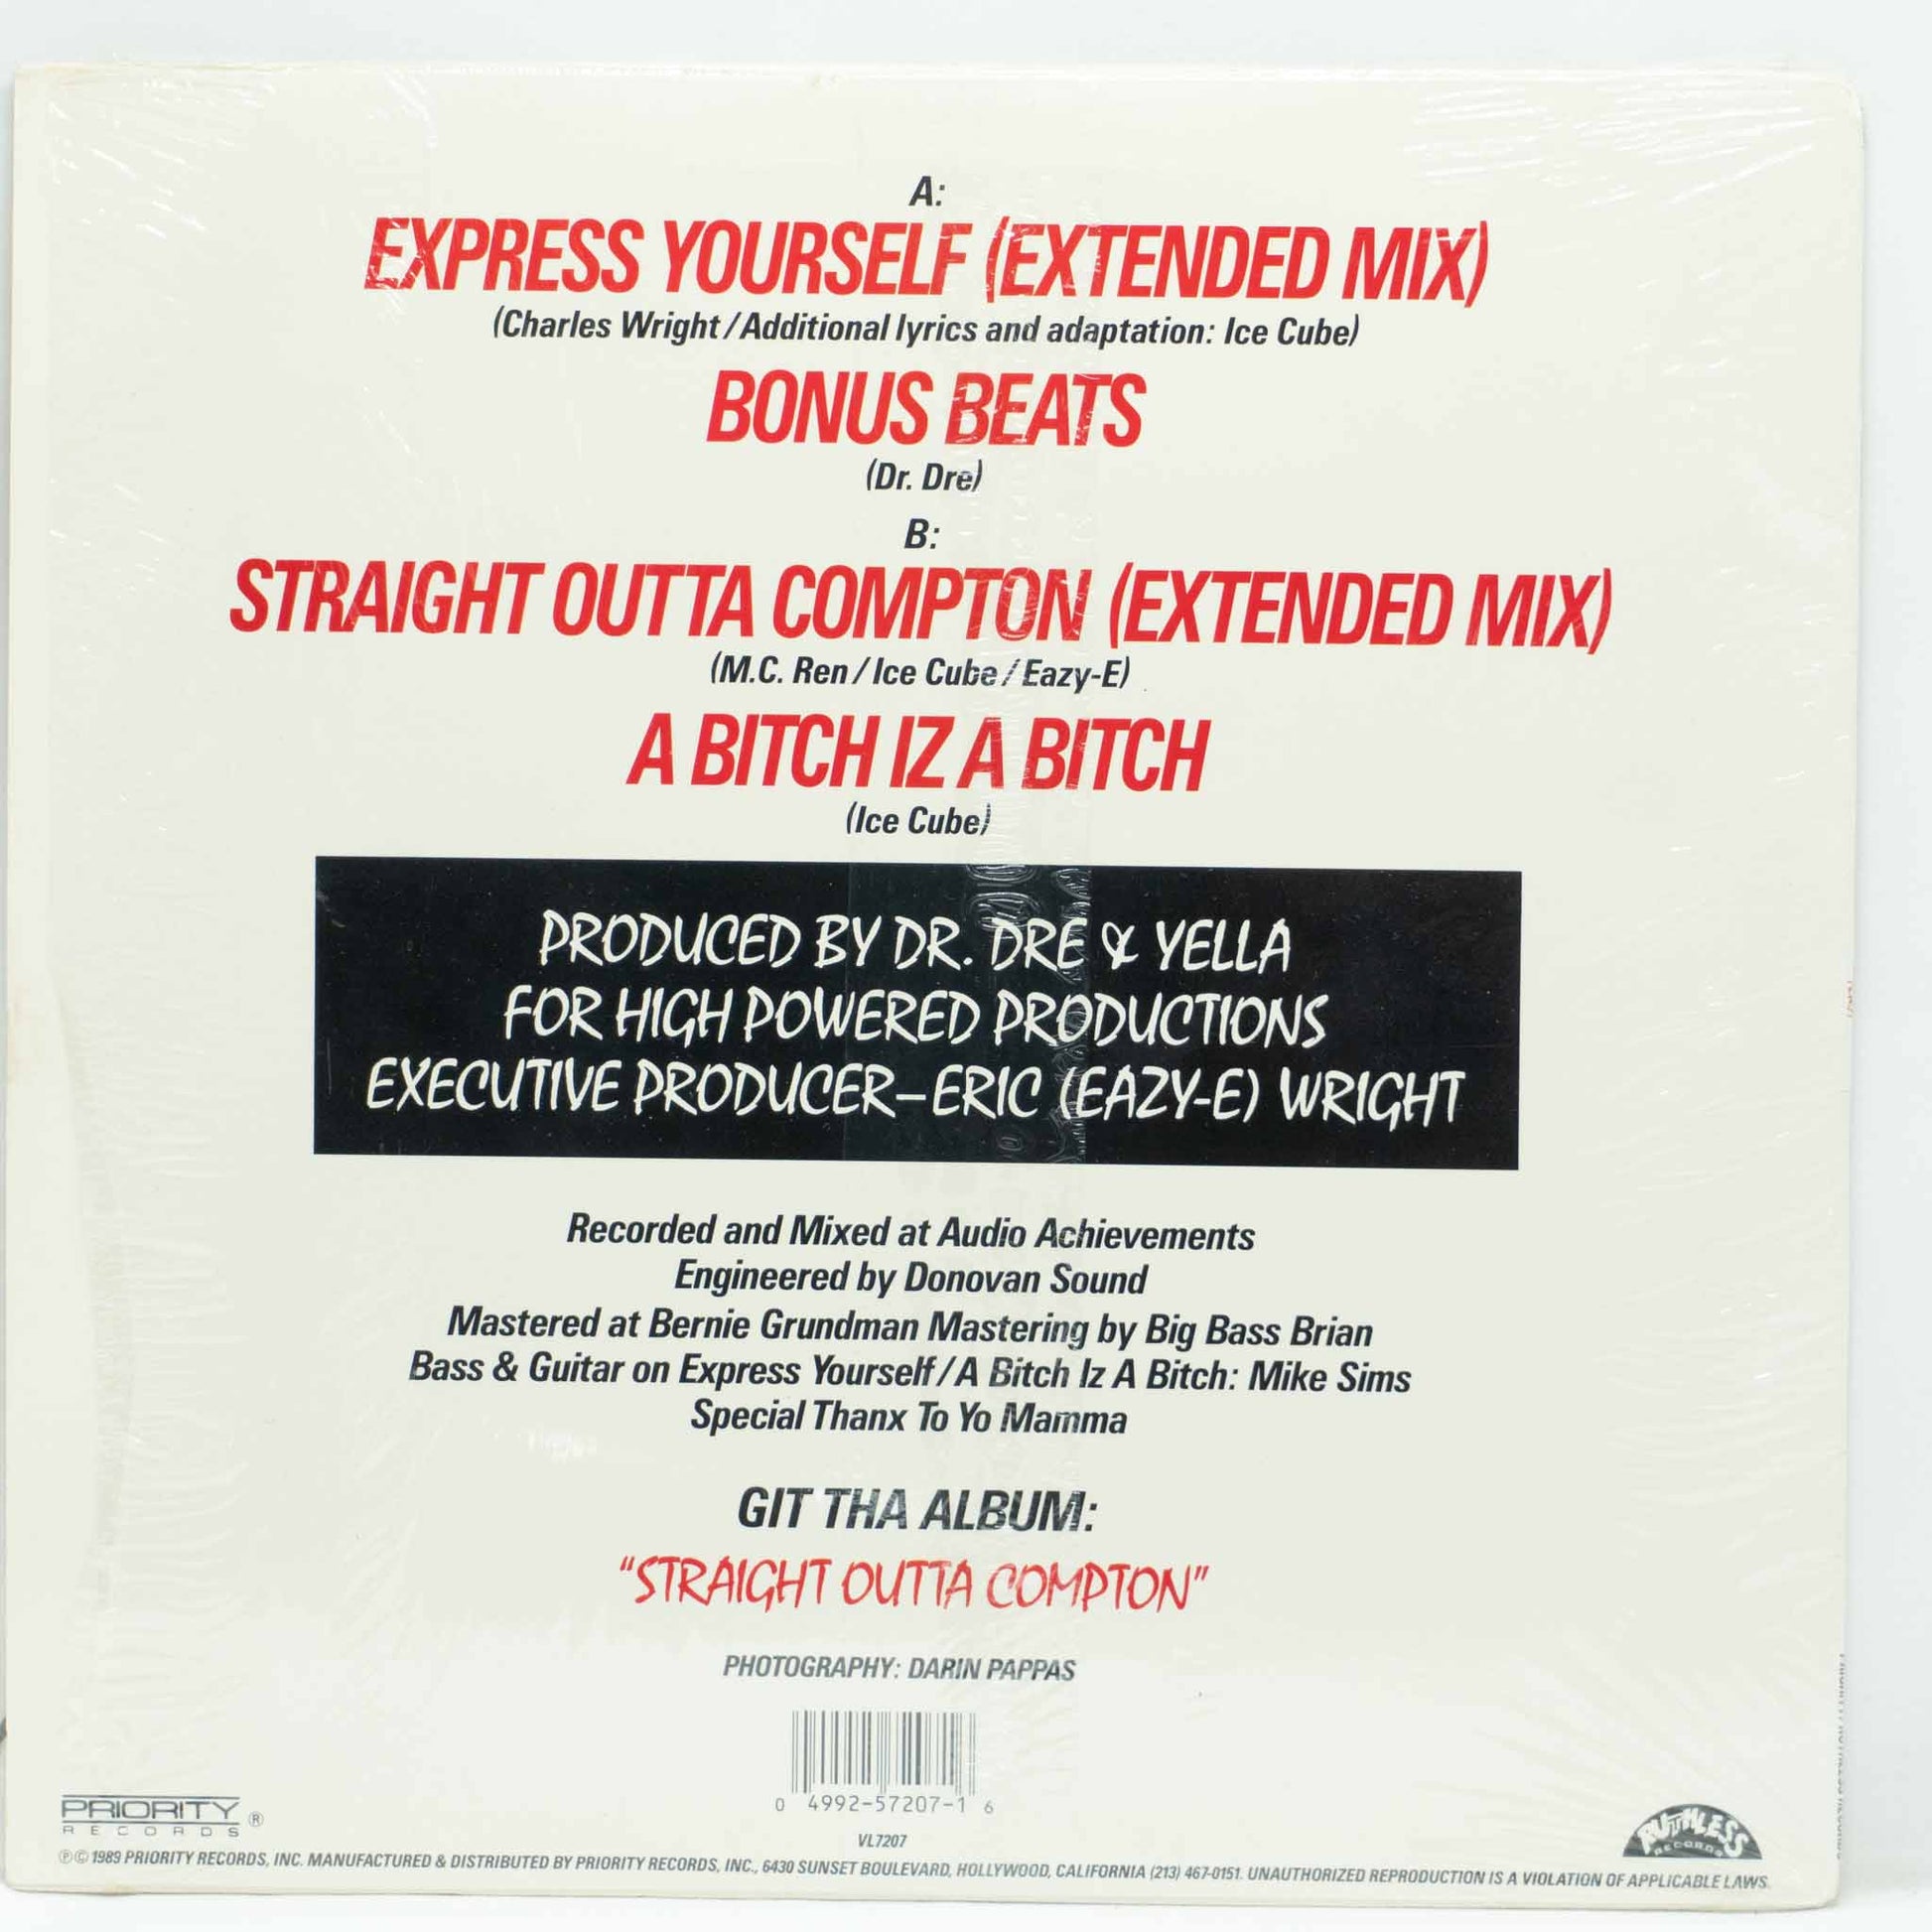 A:
EXPRESS YOURSELF (EXTENDED MIX)
(Charles Wright/Additional lyrics and adaptation: Ice Cube)
BONUS BEATS
(Dr. Dre)
B:
STRAIGHT OUTTA COMPTON (EXTENDED MIX)
(M.C. Ren/Ice Cube/Eazy-E)
A BITCH IZ A BITCH
(Ice Cube)
PRODUCED BY DR. DRE & YELLA
FOR HIGH POWERED PRODUCTIONS
EXECUTIVE PRODUCER–ERIC (EAZY-E) WRIGHT
Recorded and Mixed at Audio Achievements
Engineered by Donovan Sound
Mastered at Bernie Grundman Mastering by Big Bass Brian
Bass & Guitar on Express Yourself/A Bitch Iz A Bitch: Mike Sims
Special Thanx To Yo Mamma
GIT THA ALBUM:
"STRAIGHT OUTTA COMPTON"
PHOTOGRAPHY: DARIN PAPPAS
0 4992-57207-1 6
VL7207
PRIORITY ®
RECORDS
RUTHLESS
RECORDS
℗© 1989 PRIORITY RECORDS, INC. MANUFACTURED & DISTRIBUTED BY PRIORITY RECORDS, INC., 6430 SUNSET BOULEVARD, HOLLYWOOD, CALIFORNIA (213) 467-0151. UNAUTHORIZED REPRODUCTION IS A VIOLATION OF APPLICABLE LAWS.